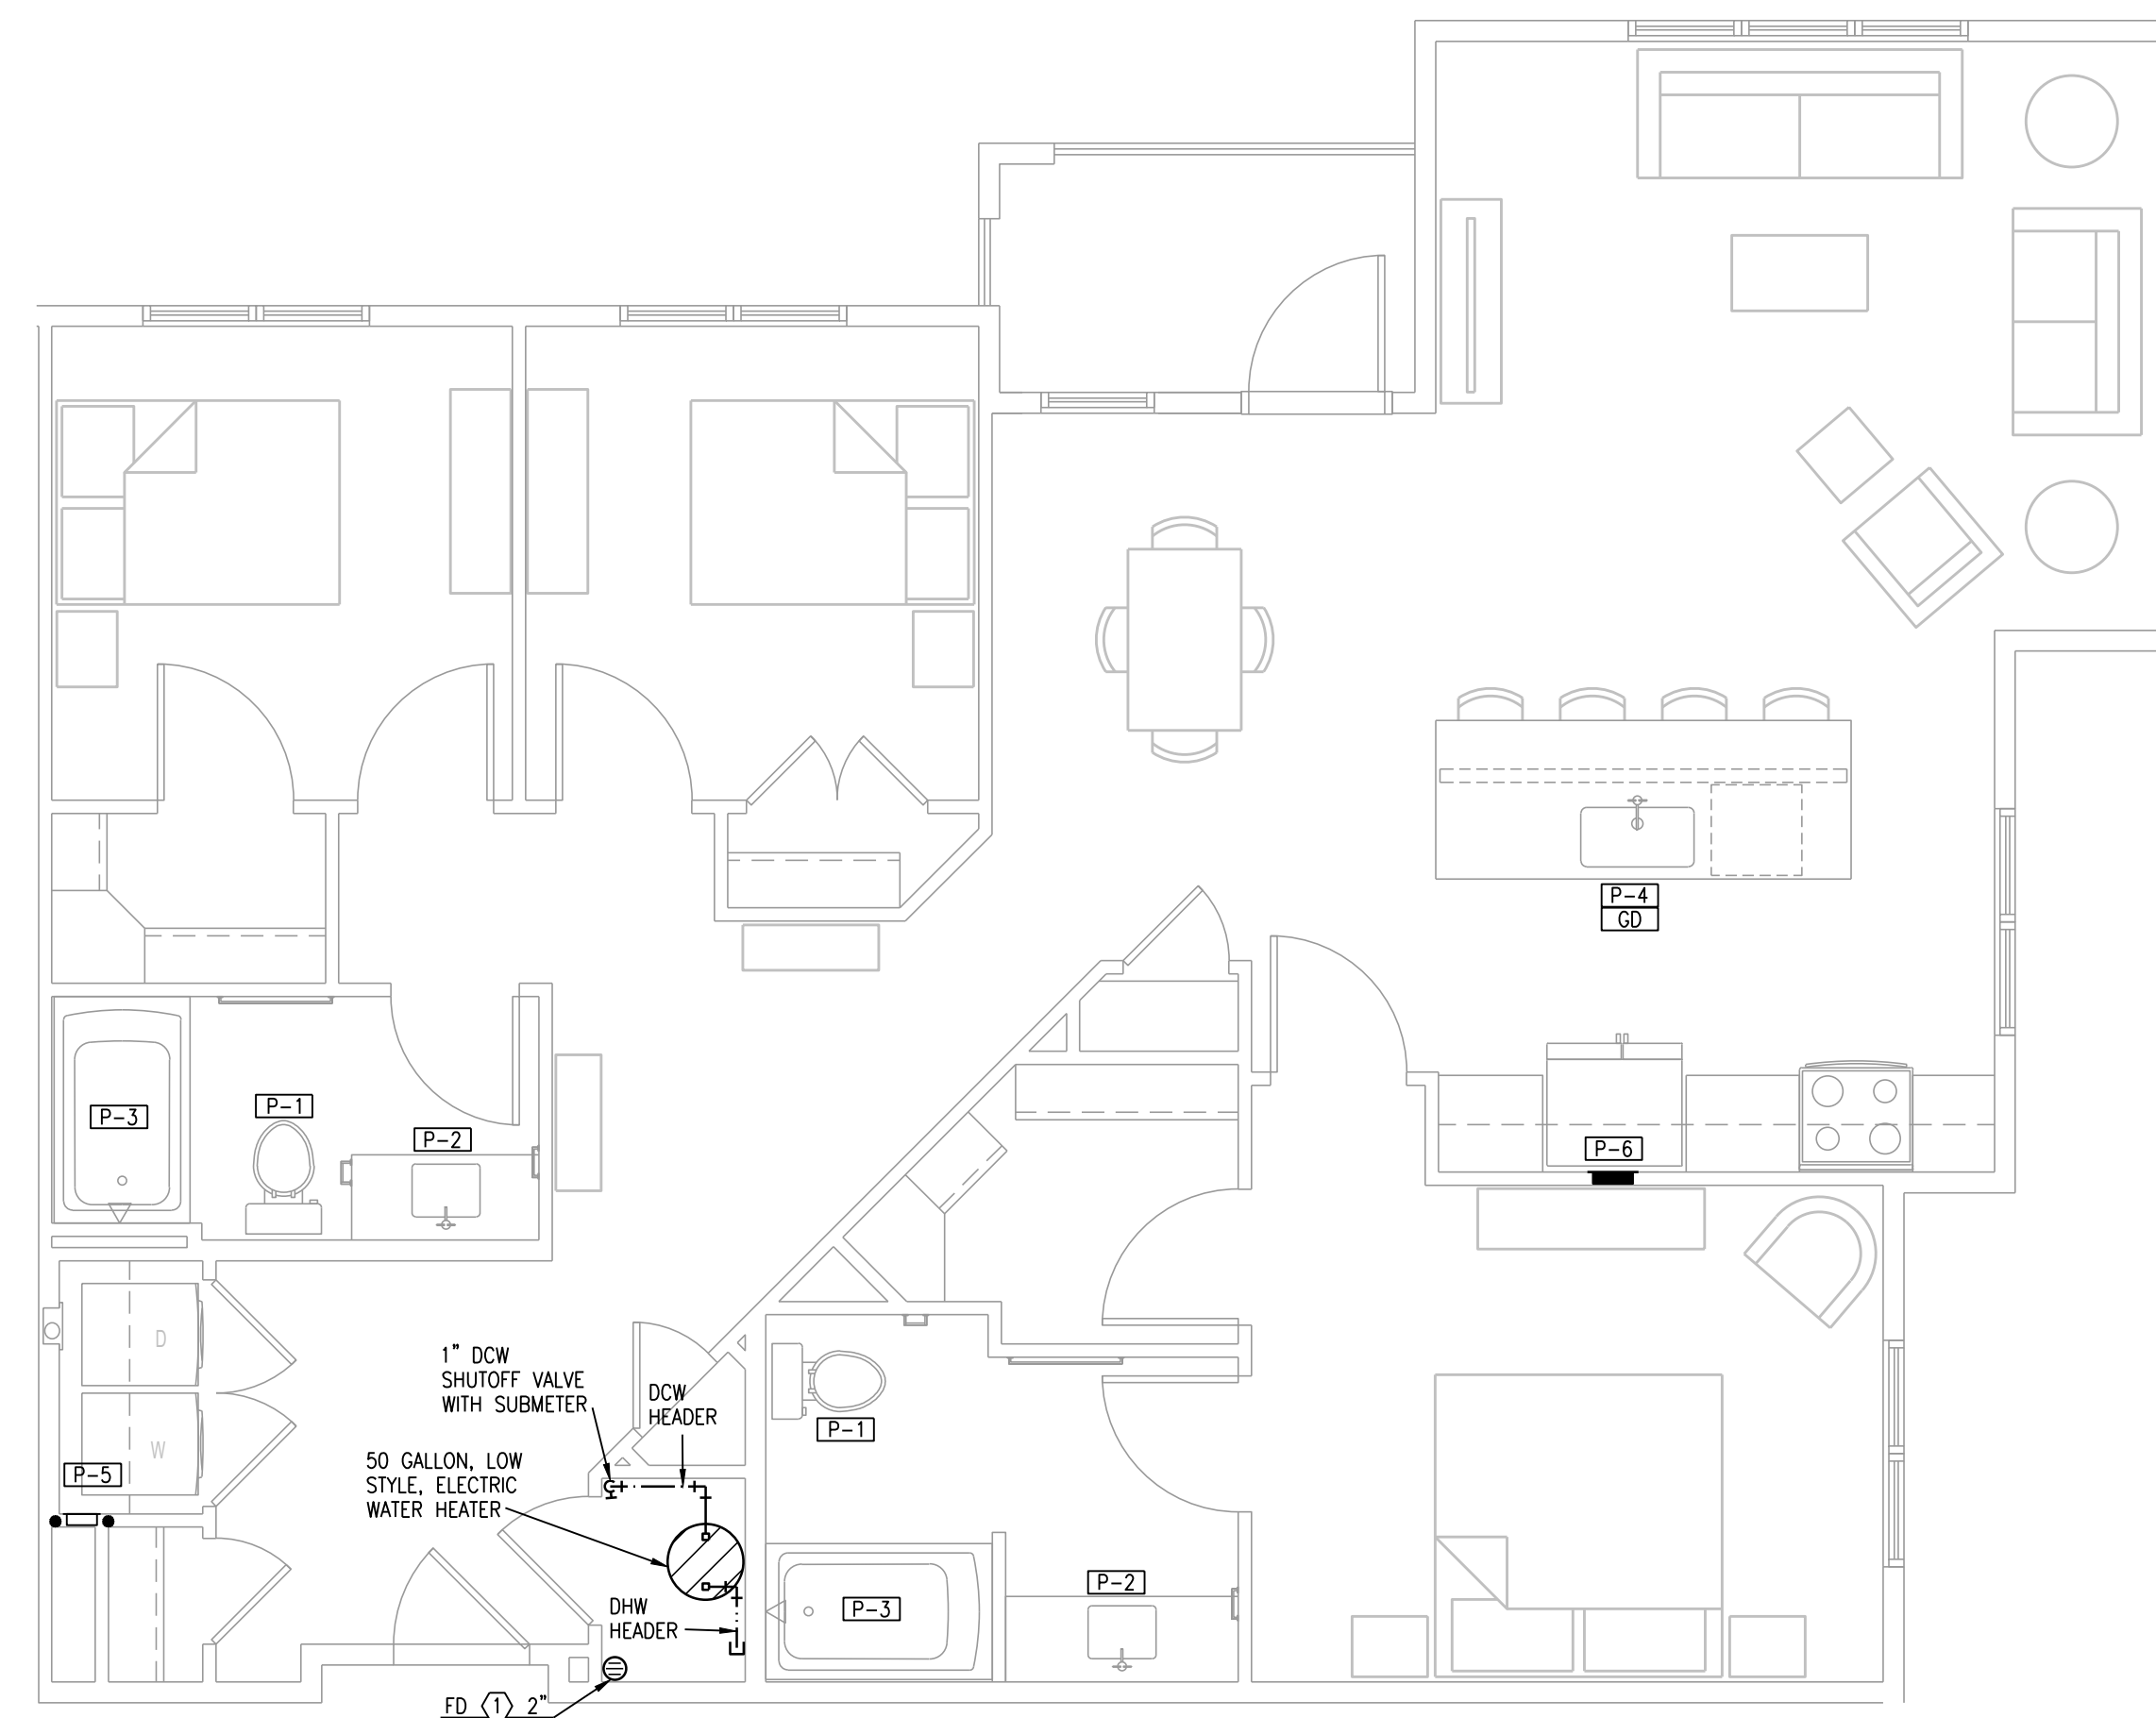 P-4
GD
P-1
P-3
P-2
P-6
D
1" DCW
SHUTOFF VALVE
WITH SUBMETER
DCW
HEADER
P-1
W
50 GALLON, LOW
STYLE, ELECTRIC
WATER HEATER
P-5
P-2
P-3
DHW
HEADER
FD 1 2"